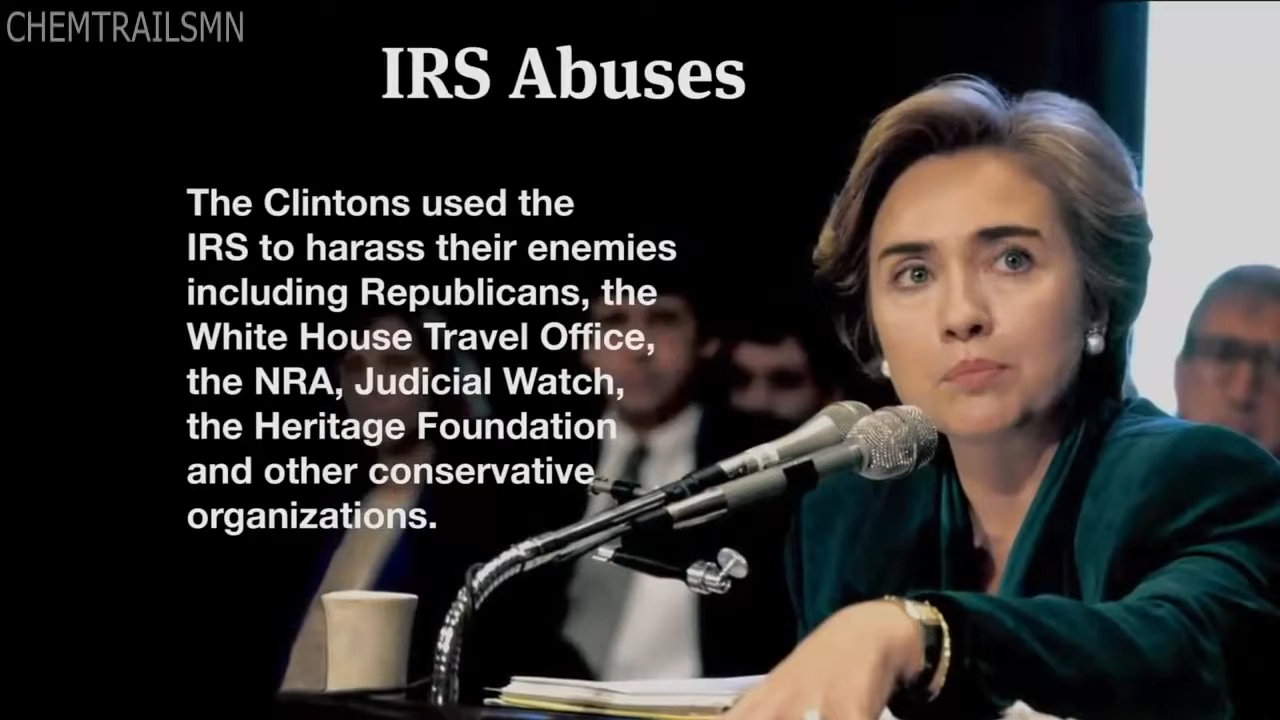 CHEMTRAILSMN
IRS Abuses
The Clintons used the
IRS to harass their enemies
including Republicans, the
White House Travel Office,
the NRA, Judicial Watch,
the Heritage Foundation
and other conservative
organizations.